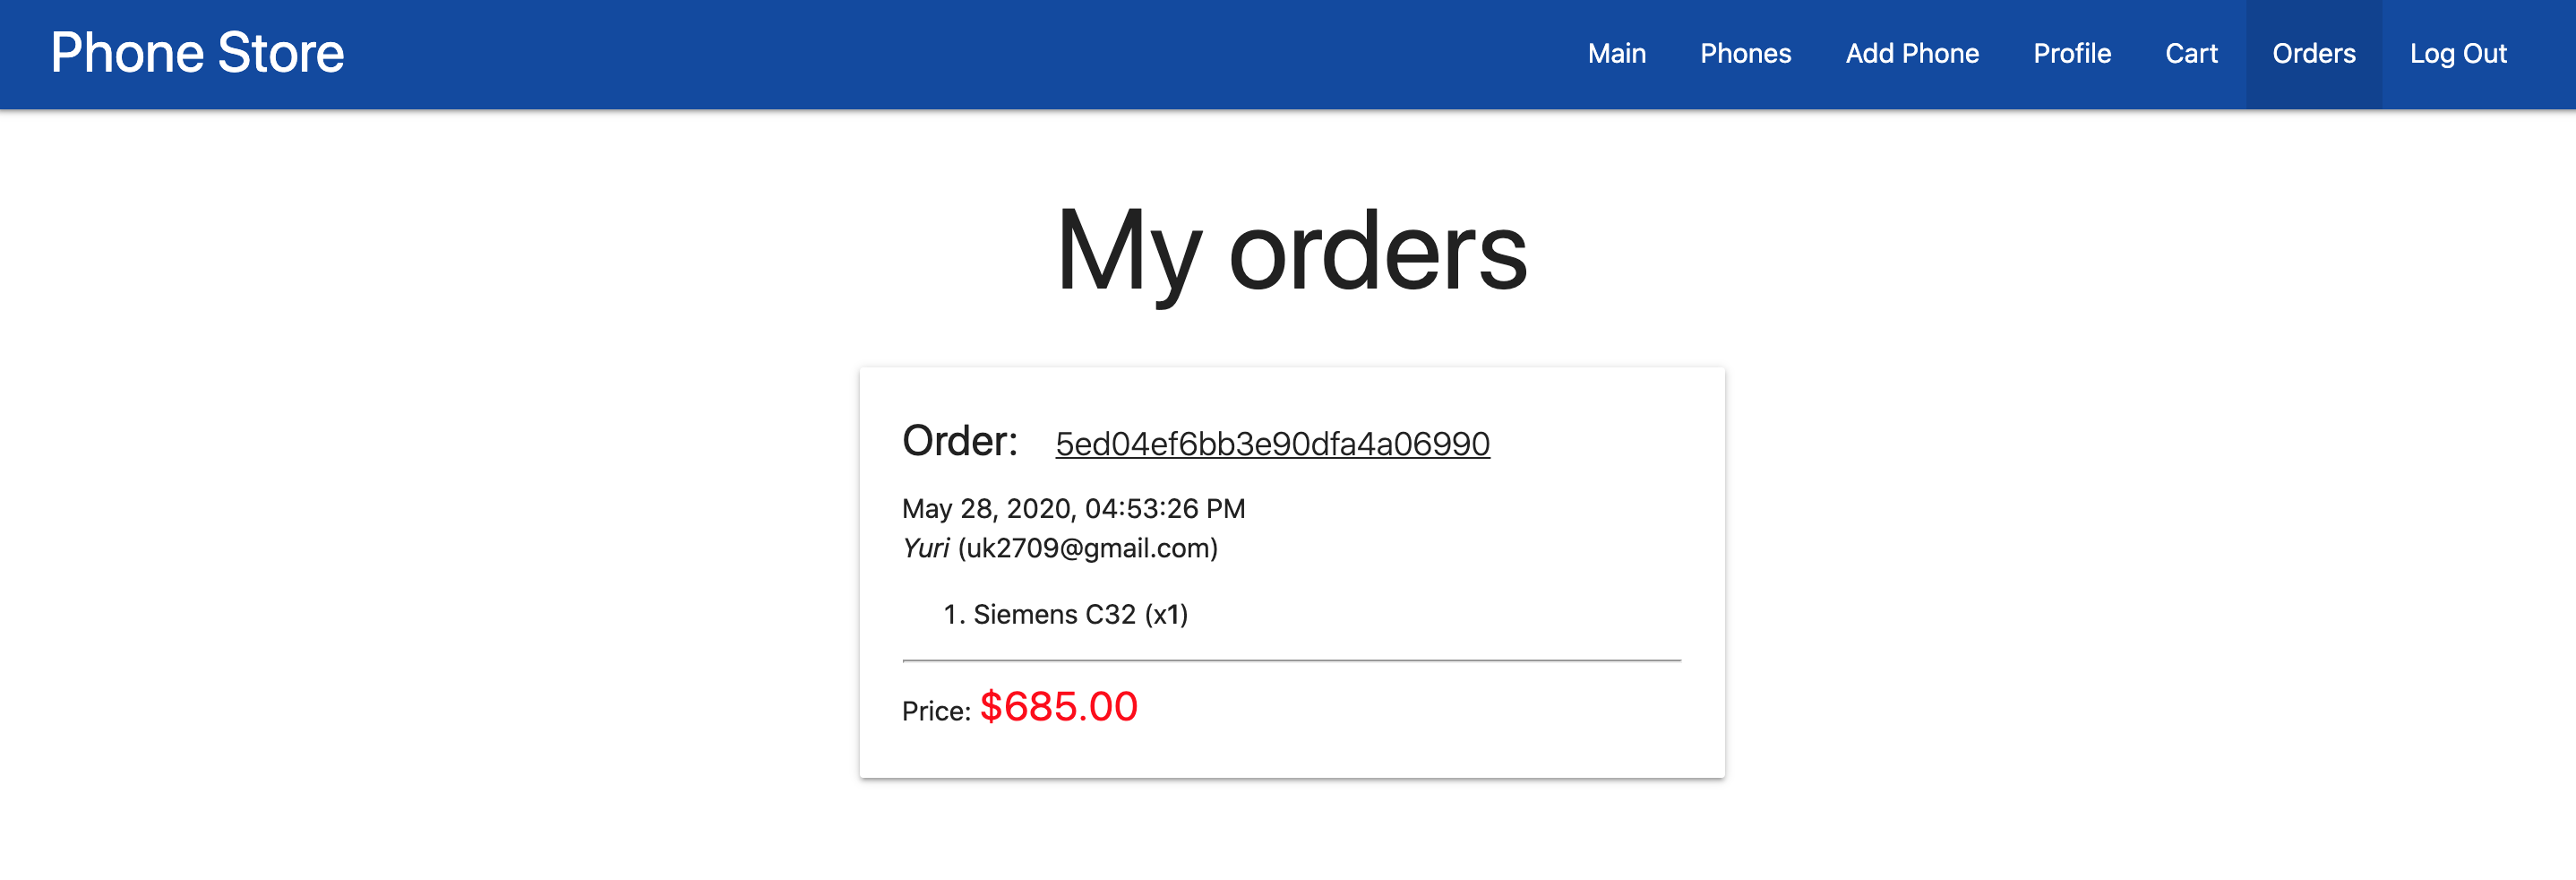 Phone Store
Main Phones Add Phone Profile Cart Orders Log Out
My orders
Order: 5ed04ef6bb3e90dfa4a06990
May 28, 2020, 04:53:26 PM
Yuri (uk2709@gmail.com)
1. Siemens C32 (x1)
Price: $685.00